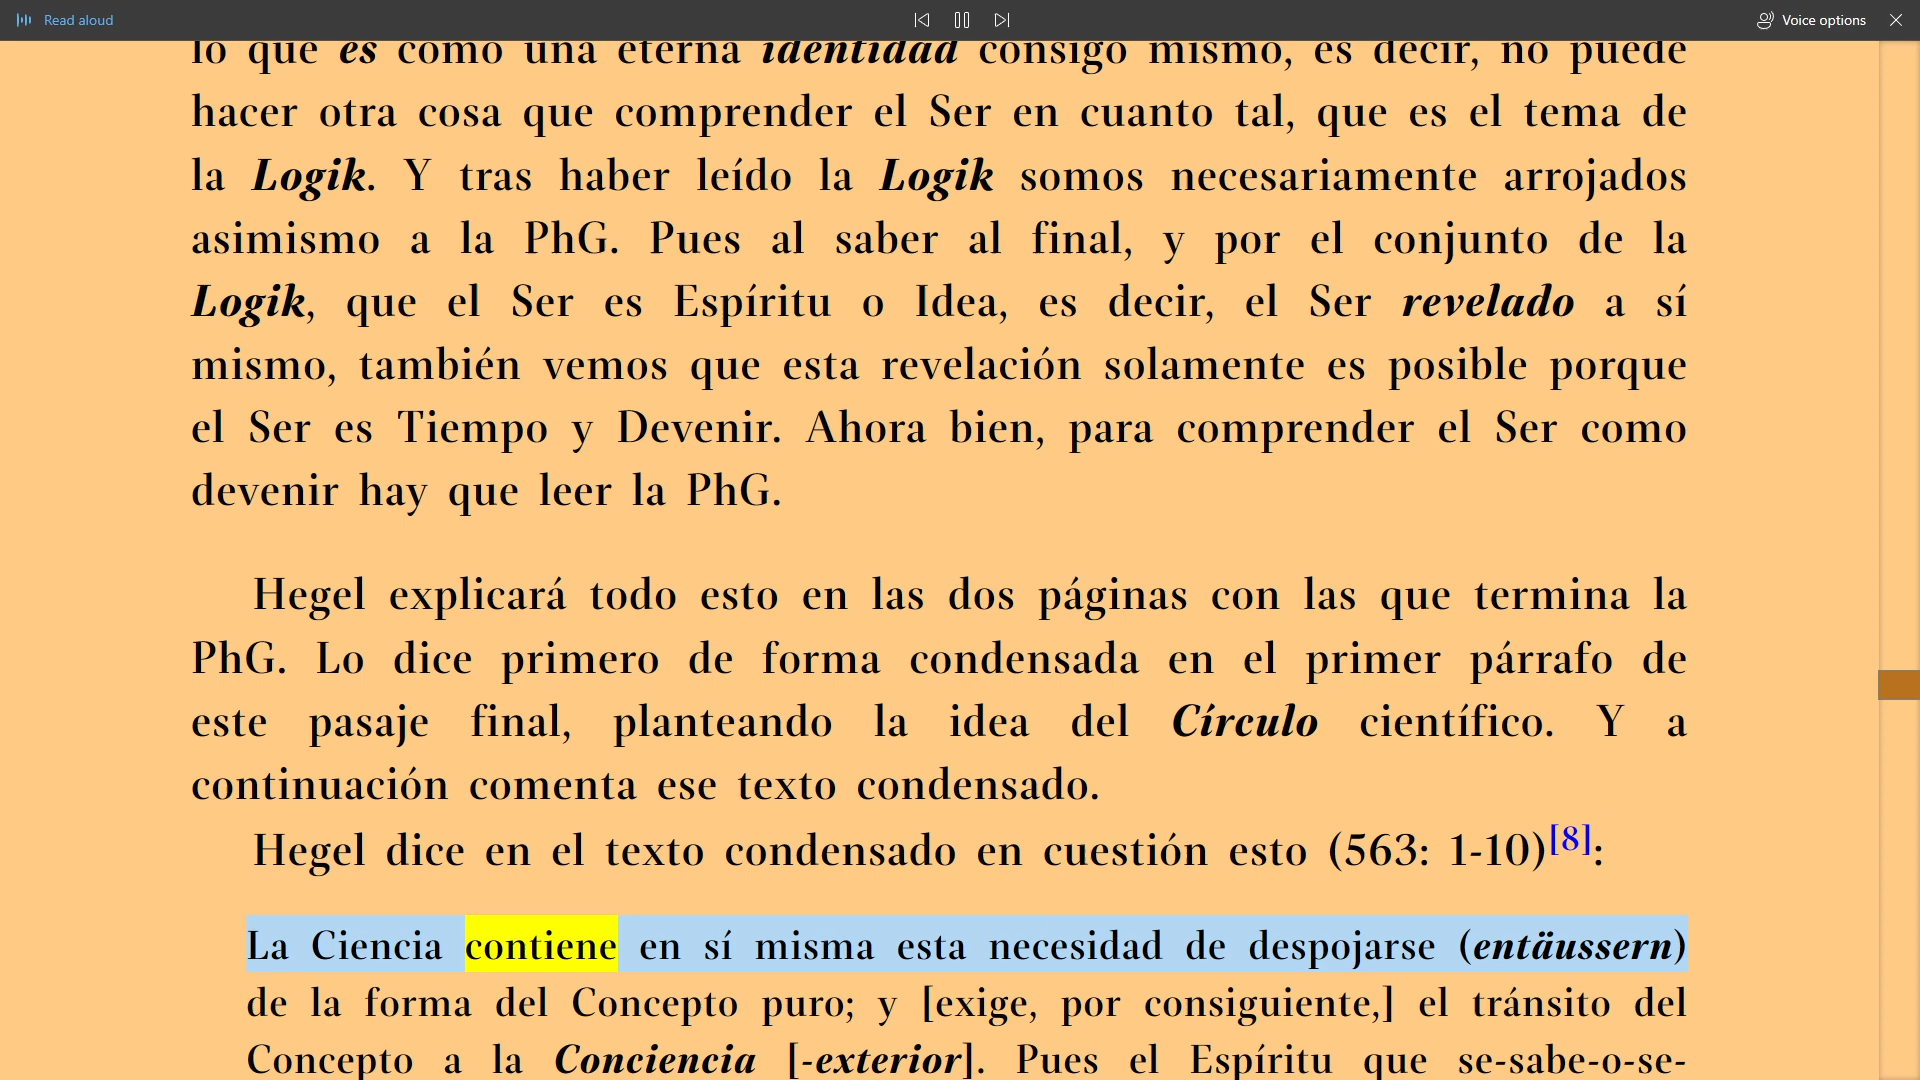 Read aloud
Voice options
lo que es como una eterna identidad consigo mismo, es decir, no puede
hacer otra cosa que comprender el Ser en cuanto tal, que es el tema de
la Logik. Y tras haber leído la Logik somos necesariamente arrojados
asimismo a la PhG. Pues al saber al final, y por el conjunto de la
Logik, que el Ser es Espíritu o Idea, es decir, el Ser revelado a sí
mismo, también vemos que esta revelación solamente es posible porque
el Ser es Tiempo y Devenir. Ahora bien, para comprender el Ser como
devenir hay que leer la PhG.
Hegel explicará todo esto en las dos páginas con las que termina la
PhG. Lo dice primero de forma condensada en el primer párrafo de
este pasaje final, planteando la idea del Círculo científico. Y a
continuación comenta ese texto condensado.
Hegel dice en el texto condensado en cuestión esto (563: 1-10)[8]:
La Ciencia contiene en sí misma esta necesidad de despojarse (entäussern)
de la forma del Concepto puro; y [exige, por consiguiente,] el tránsito del
Concepto a la Conciencia [-exterior]. Pues el Espíritu que se-sabe-o-se-